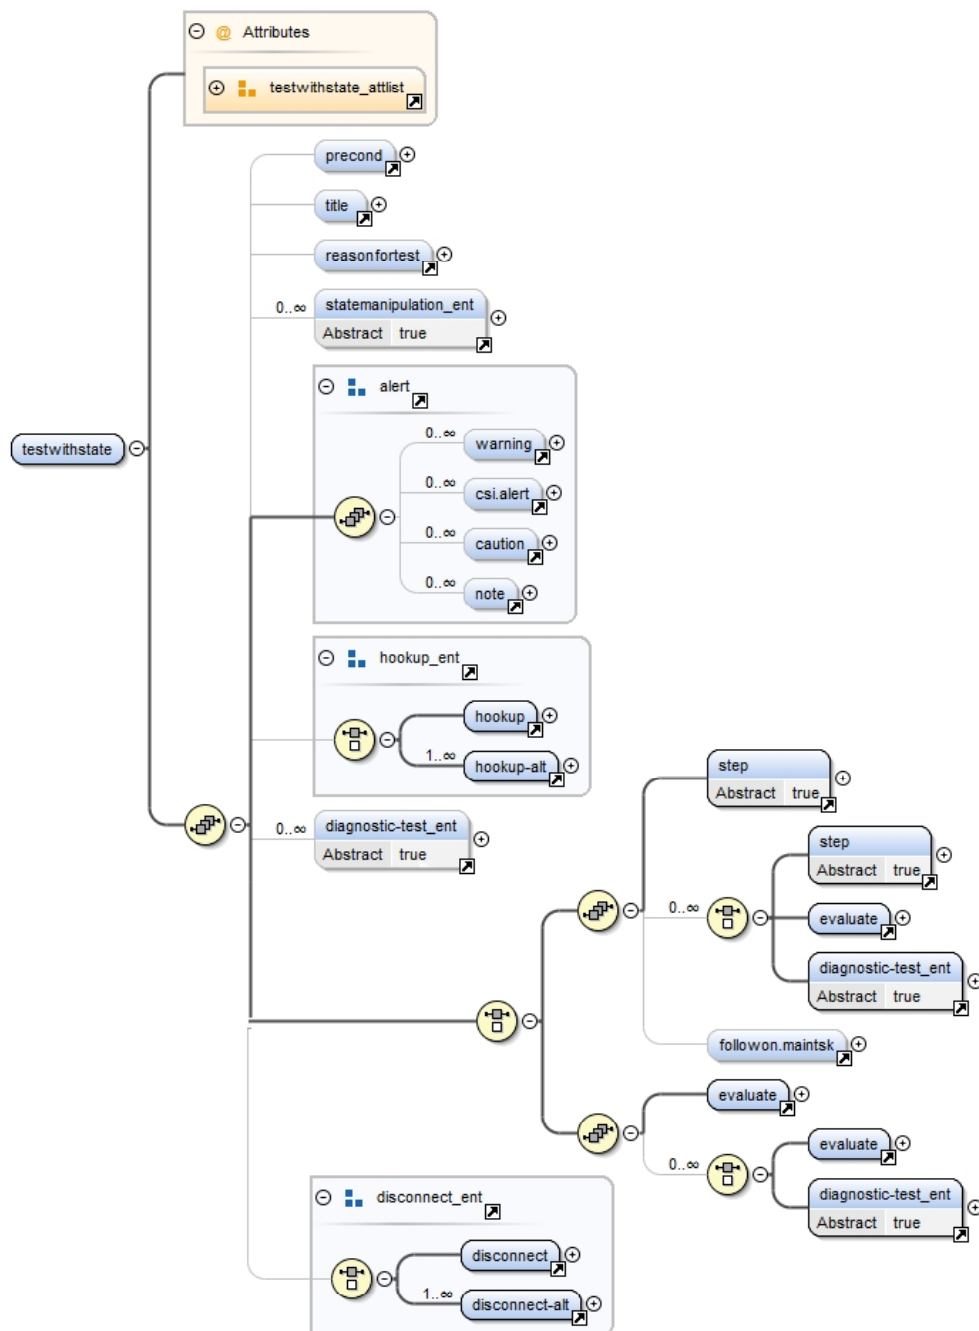 @ Attributes
testwithstate_attlist
precond
title
reasonfortest
0..∞
statemanipulation_ent
Abstract true
alert
testwithstate
0..∞
warning
0..∞
csi.alert
0..∞
caution
0..∞
note
hookup_ent
hookup
1..∞
hookup-alt
step
Abstract true
0..∞
diagnostic-test_ent
Abstract true
step
Abstract true
0..∞
evaluate
diagnostic-test_ent
Abstract true
followon.maintsk
evaluate
evaluate
0..∞
diagnostic-test_ent
Abstract true
disconnect_ent
disconnect
1..∞
disconnect-alt